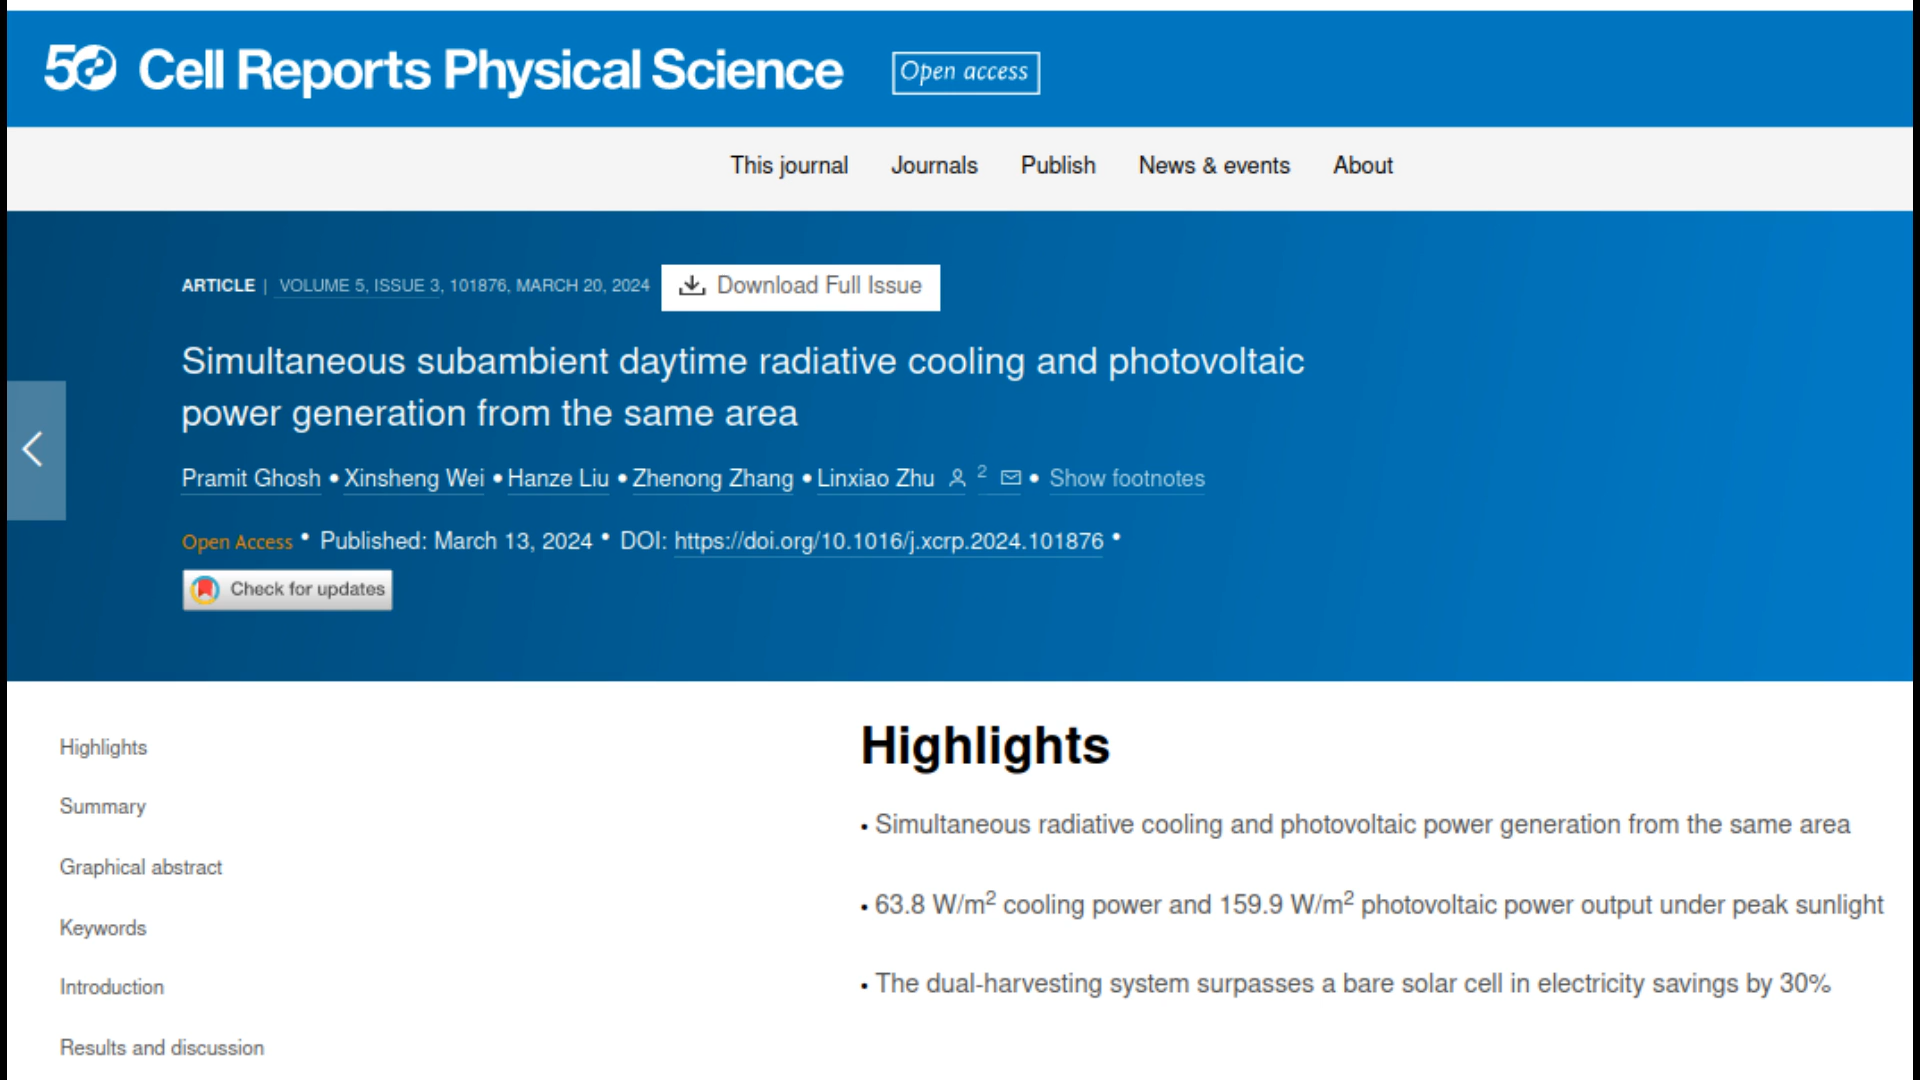 50 Cell Reports Physical Science Open access
This journal Journals Publish News & events About
ARTICLE | VOLUME 5, ISSUE 3, 101876, MARCH 20, 2024 Download Full Issue
Simultaneous subambient daytime radiative cooling and photovoltaic
power generation from the same area
Pramit Ghosh • Xinsheng Wei • Hanze Liu • Zhenong Zhang • Linxiao Zhu 2 • Show footnotes
Open Access • Published: March 13, 2024 • DOI: https://doi.org/10.1016/j.xcrp.2024.101876 •
Check for updates
Highlights
Summary
Graphical abstract
Keywords
Introduction
Results and discussion
Highlights
• Simultaneous radiative cooling and photovoltaic power generation from the same area
• 63.8 W/m² cooling power and 159.9 W/m² photovoltaic power output under peak sunlight
• The dual-harvesting system surpasses a bare solar cell in electricity savings by 30%